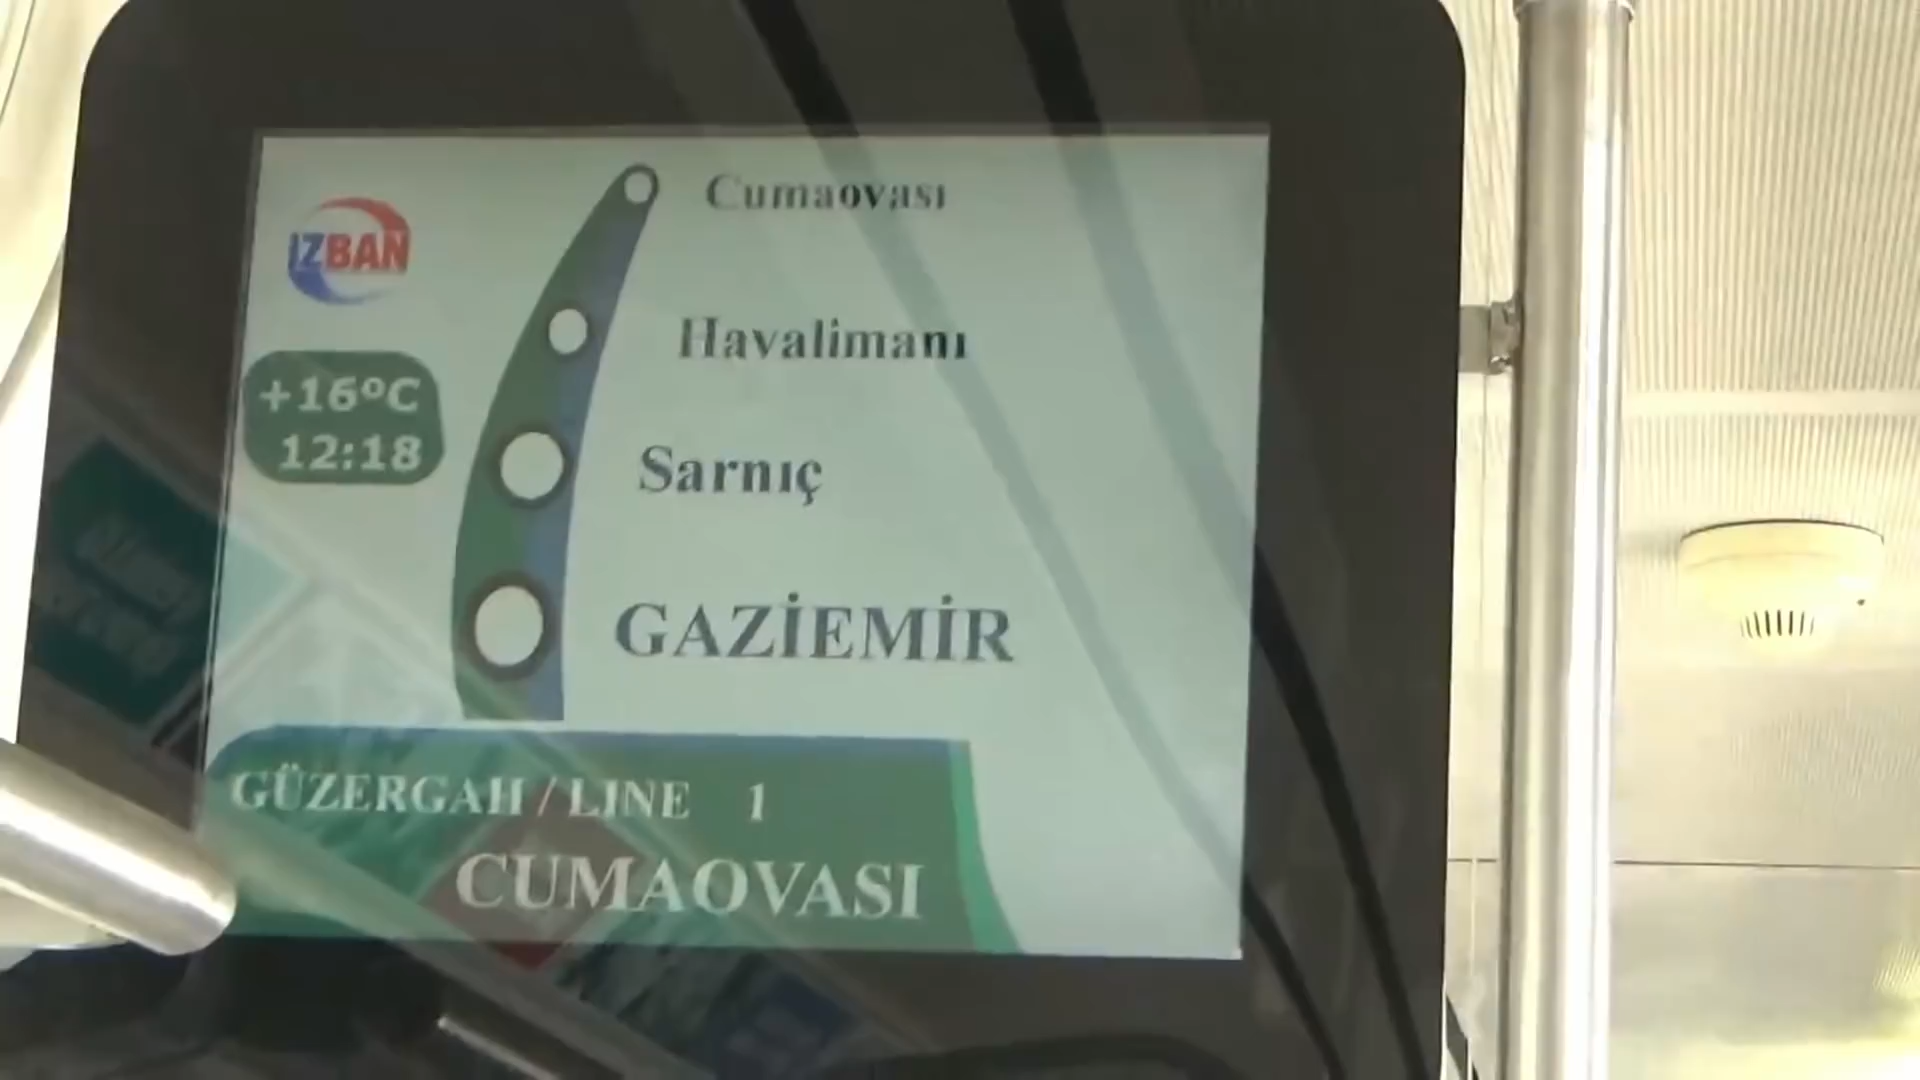 Cumaovası
İZBAN
Havalimanı
+16ºC
12:18
Sarnıç
GAZİEMİR
GÜZERGAH / LINE 1
CUMAOVASI